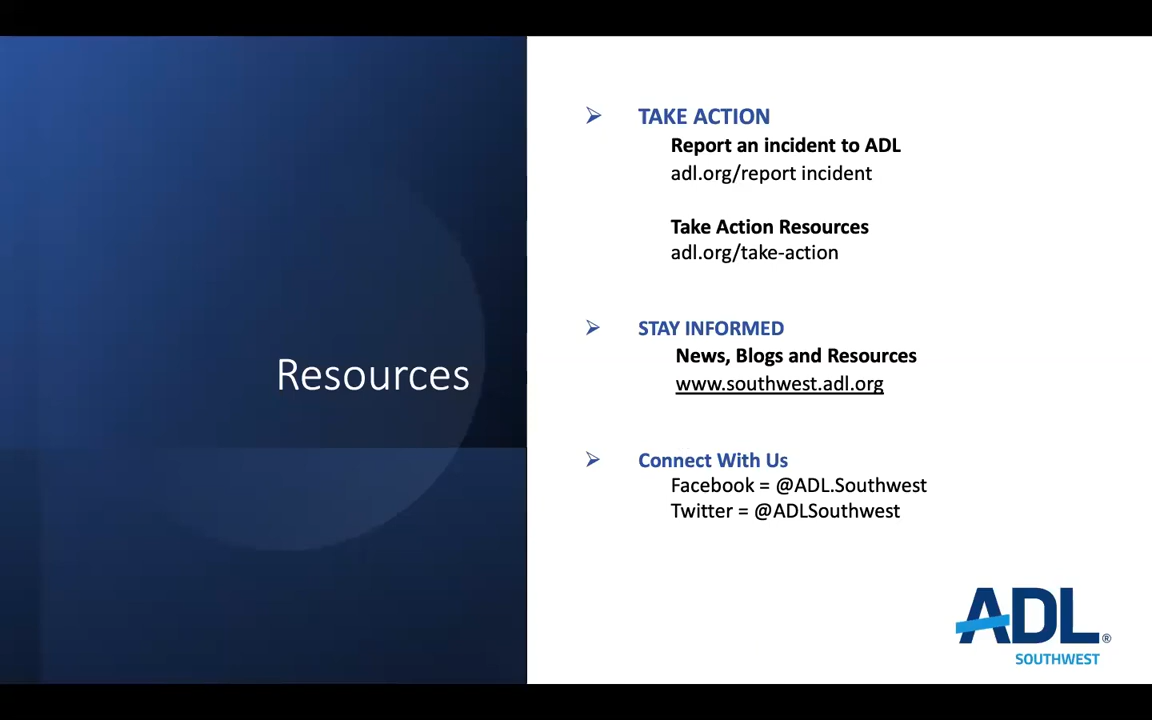 Resources
➢ TAKE ACTION
Report an incident to ADL
adl.org/report incident
Take Action Resources
adl.org/take-action
➢ STAY INFORMED
News, Blogs and Resources
www.southwest.adl.org
➢ Connect With Us
Facebook = @ADL.Southwest
Twitter = @ADLSouthwest
ADL®
SOUTHWEST